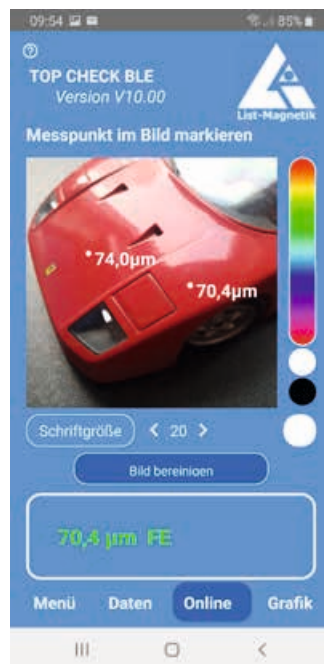 09:54
85%
TOP CHECK BLE
Version V10.00
List-Magnetik
Messpunkt im Bild markieren
74,0µm
70,4µm
Schriftgröße < 20 >
Bild bereinigen
70,4 µm FE
Menü Daten Online Grafik